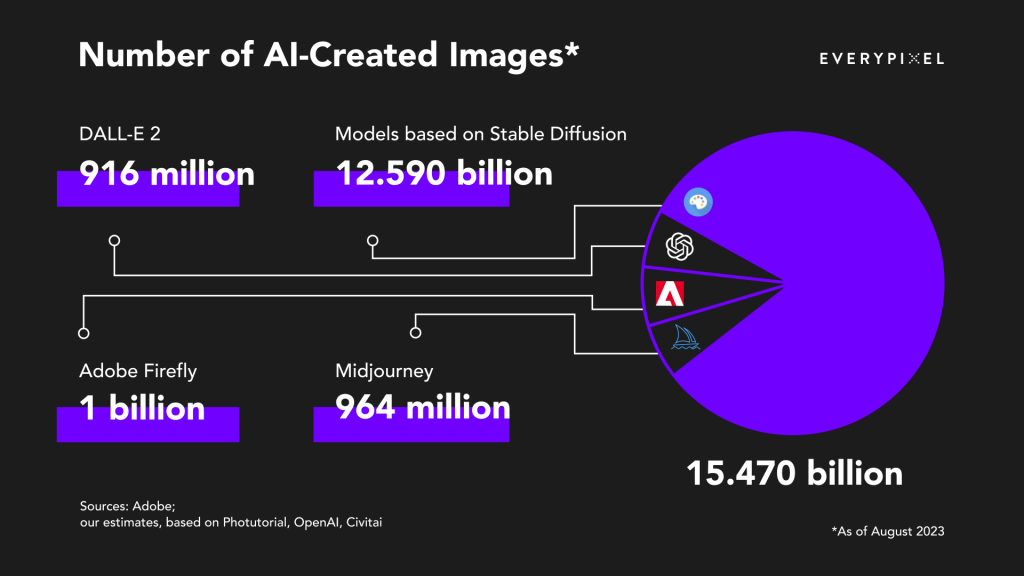 Number of AI-Created Images*
EVERYPIXEL
DALL-E 2
916 million
Models based on Stable Diffusion
12.590 billion
Adobe Firefly
1 billion
Midjourney
964 million
15.470 billion
Sources: Adobe;
our estimates, based on Photutorial, OpenAI, Civitai
*As of August 2023